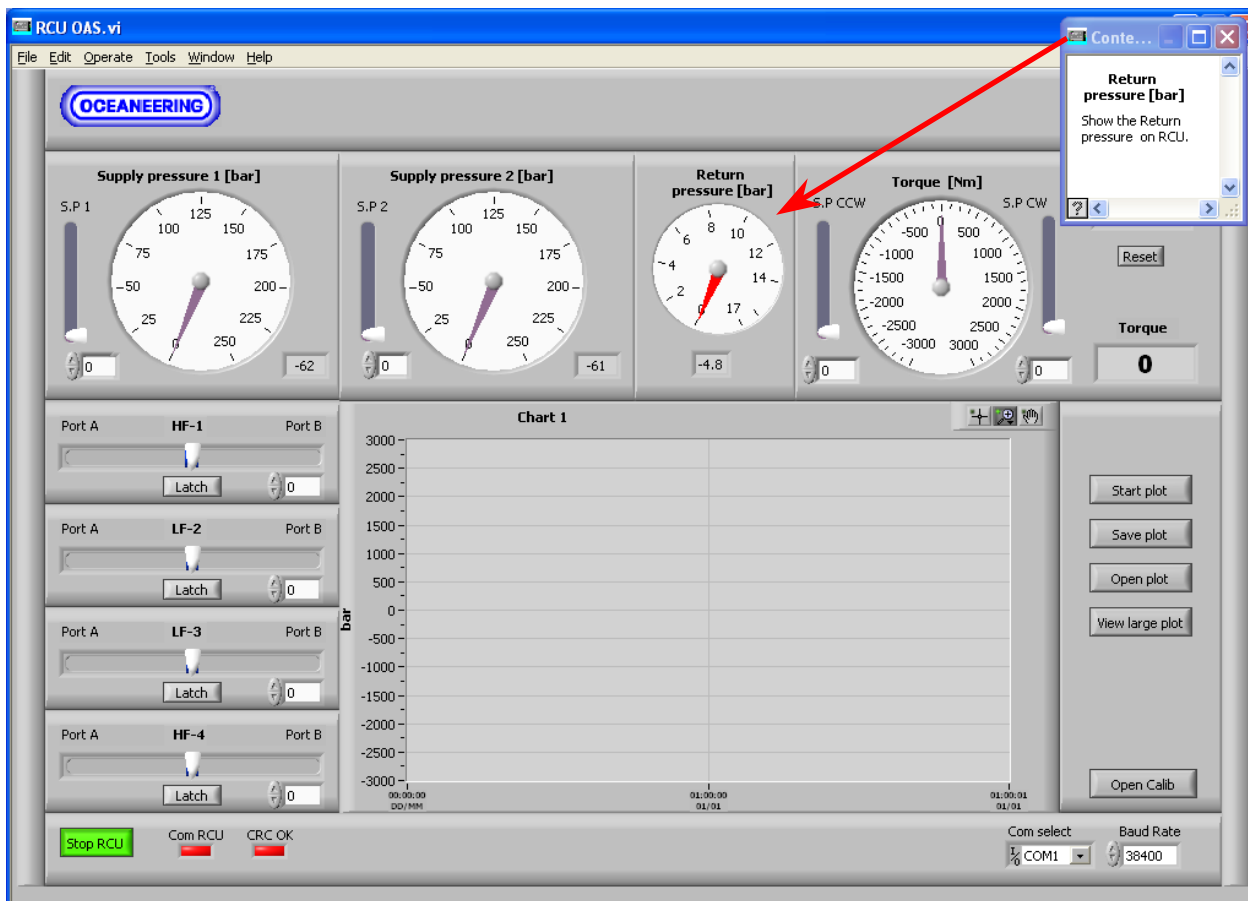 RCU OAS.vi
File Edit Operate Tools Window Help
OCEANEERING
Conte...
Return
pressure [bar]
Show the Return
pressure on RCU.
?
Supply pressure 1 [bar]
S.P 1
0
25
50
75
100
125
150
175
200
225
250
0
-62
Supply pressure 2 [bar]
S.P 2
0
25
50
75
100
125
150
175
200
225
250
0
-61
Return
pressure [bar]
0
2
4
6
8
10
12
14
17
-4.8
Torque [Nm]
S.P CCW
S.P CW
-3000
-2500
-2000
-1500
-1000
-500
0
500
1000
1500
2000
2500
3000
0
0
Reset
Torque
0
Port A HF-1 Port B
Latch 0
Port A LF-2 Port B
Latch 0
Port A LF-3 Port B
Latch 0
Port A HF-4 Port B
Latch 0
Chart 1
bar
3000
2500
2000
1500
1000
500
0
-500
-1000
-1500
-2000
-2500
-3000
00:00:00 01:00:00 01:00:01
DD/MM 01/01 01/01
Start plot
Save plot
Open plot
View large plot
Open Calib
Stop RCU
Com RCU
CRC OK
Com select
I/O COM1
Baud Rate
38400